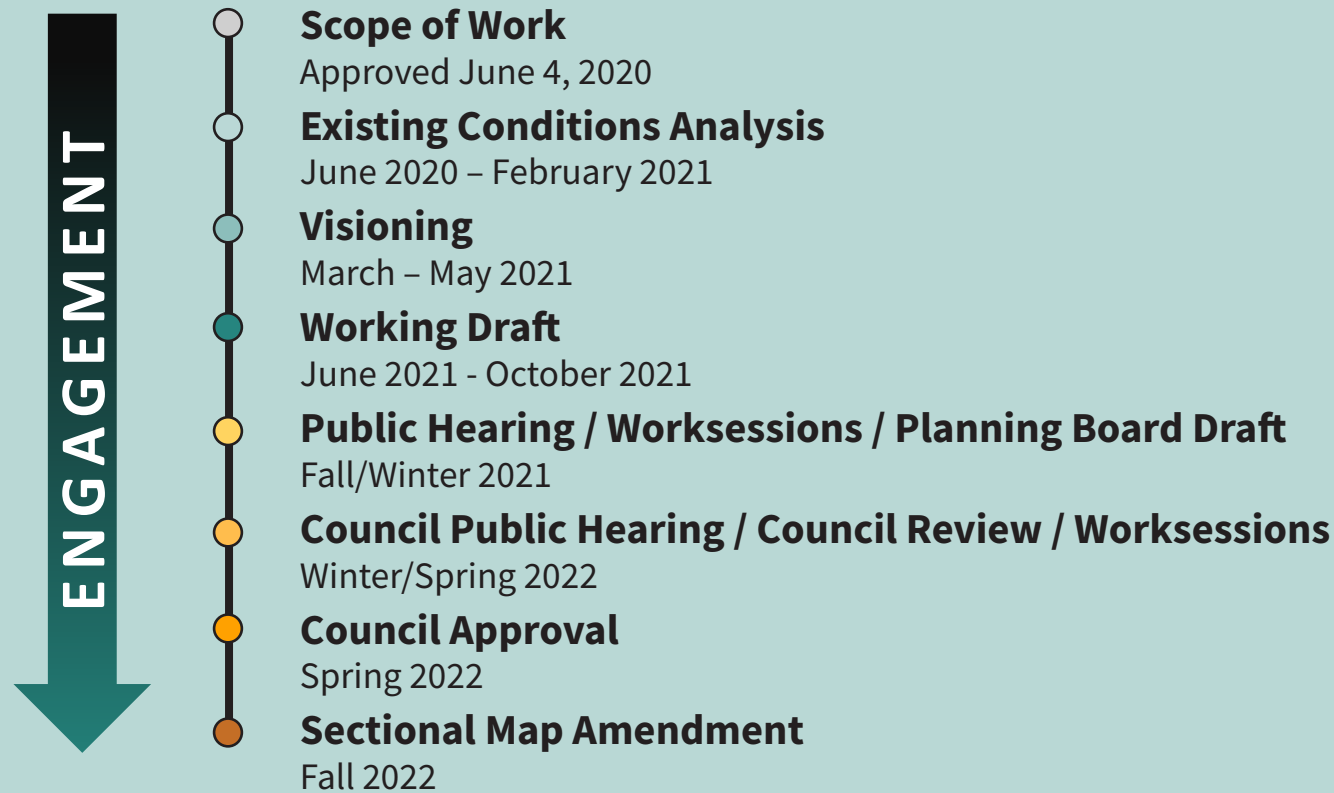 ENGAGEMENT
Scope of Work
Approved June 4, 2020
Existing Conditions Analysis
June 2020 – February 2021
Visioning
March – May 2021
Working Draft
June 2021 - October 2021
Public Hearing / Worksessions / Planning Board Draft
Fall/Winter 2021
Council Public Hearing / Council Review / Worksessions
Winter/Spring 2022
Council Approval
Spring 2022
Sectional Map Amendment
Fall 2022